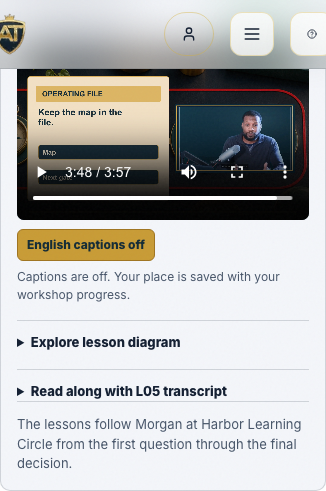 AT
OPERATING FILE
Keep the map in the
file.
Map
3:48 / 3:57
English captions off
Captions are off. Your place is saved with your
workshop progress.
Explore lesson diagram
Read along with L05 transcript
The lessons follow Morgan at Harbor Learning
Circle from the first question through the final
decision.